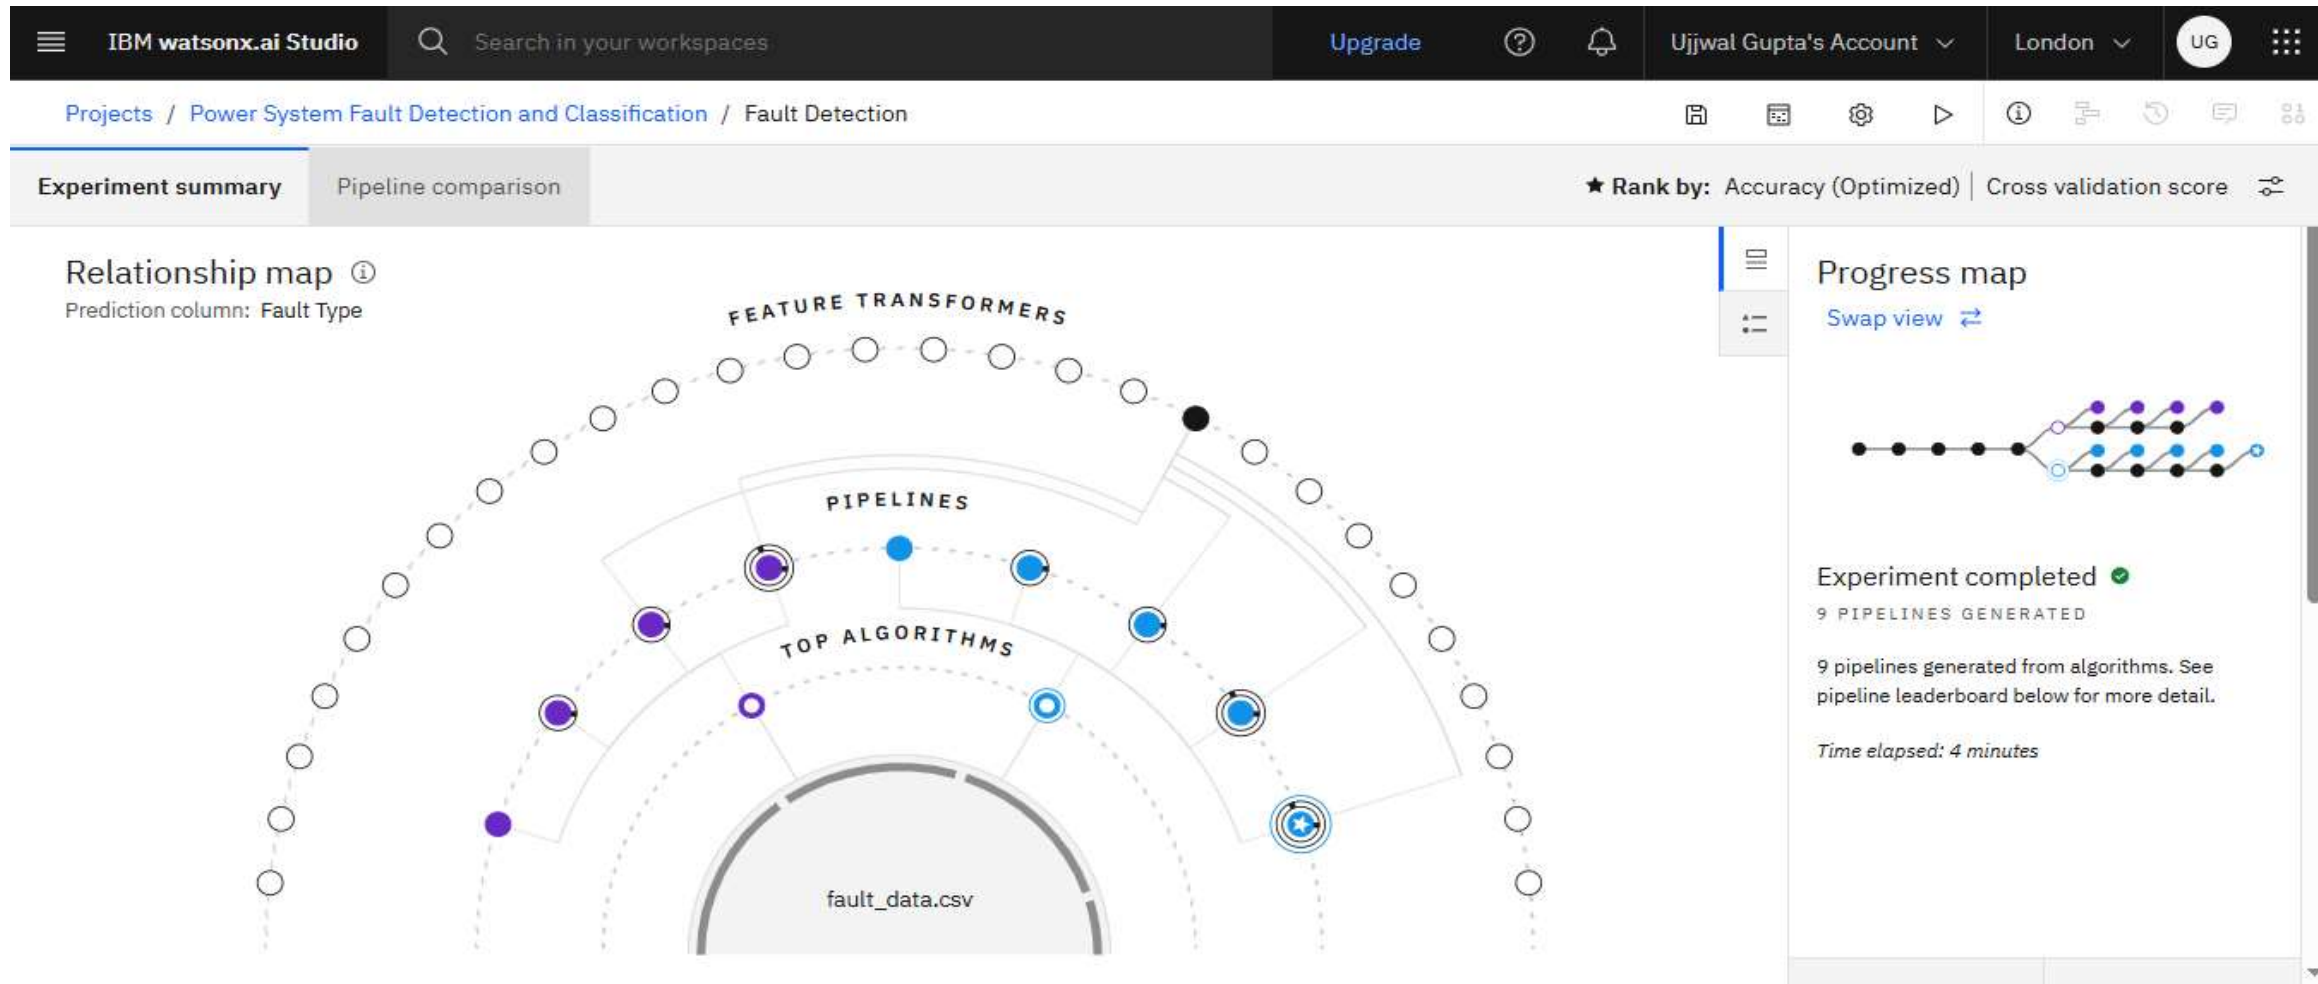 IBM watsonx.ai Studio
Search in your workspaces
Upgrade
Ujjwal Gupta's Account
London
UG
Projects / Power System Fault Detection and Classification / Fault Detection
Experiment summary
Pipeline comparison
★ Rank by: Accuracy (Optimized) | Cross validation score
Relationship map
Prediction column: Fault Type
FEATURE TRANSFORMERS
PIPELINES
TOP ALGORITHMS
fault_data.csv
Progress map
Swap view
Experiment completed
9 PIPELINES GENERATED
9 pipelines generated from algorithms. See
pipeline leaderboard below for more detail.
Time elapsed: 4 minutes